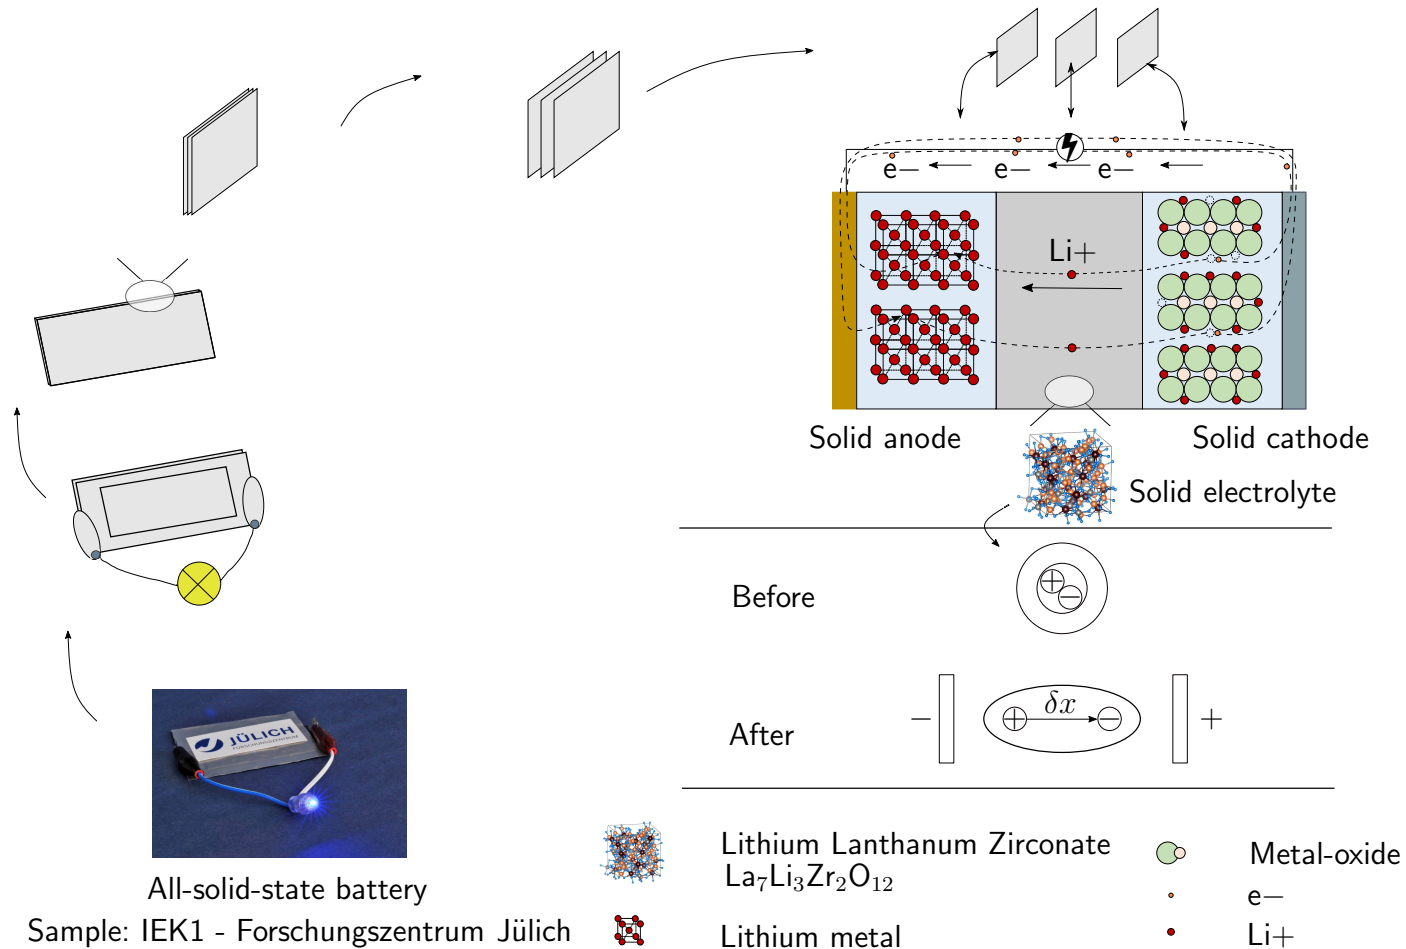 e− e− e−
Li+
Solid anode
Solid cathode
Solid electrolyte
Before
+
−
After
−
+ δx −
+
JÜLICH
FORSCHUNGSZENTRUM
All-solid-state battery
Sample: IEK1 - Forschungszentrum Jülich
Lithium Lanthanum Zirconate
La₇Li₃Zr₂O₁₂
Lithium metal
Metal-oxide
e−
Li+